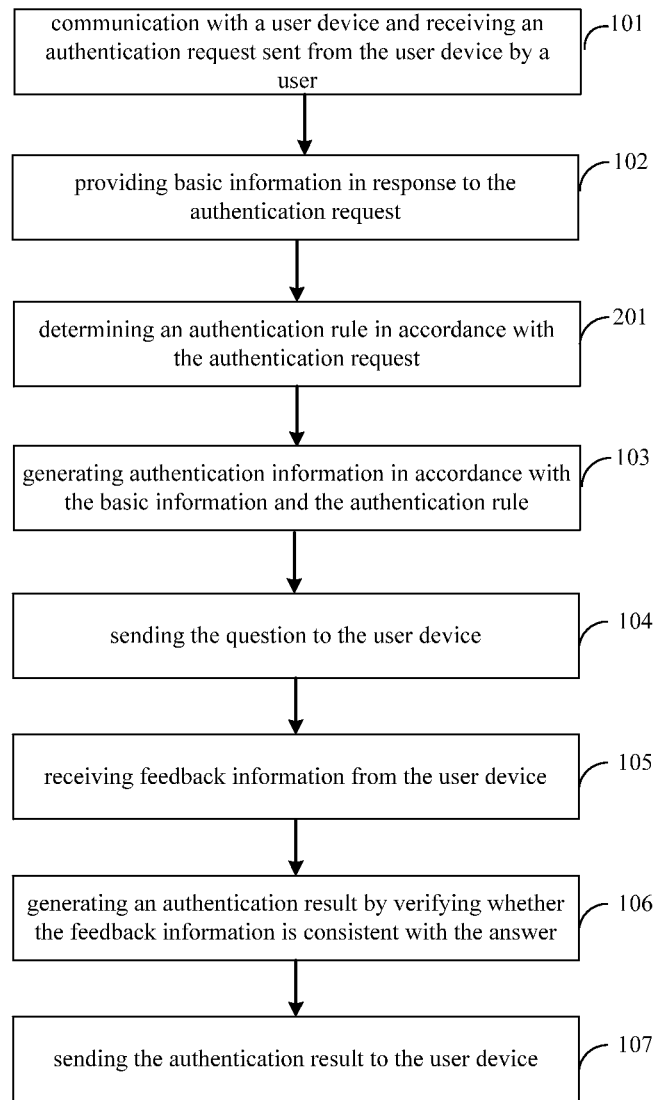 communication with a user device and receiving an
authentication request sent from the user device by a
user
101
providing basic information in response to the
authentication request
102
determining an authentication rule in accordance with
the authentication request
201
generating authentication information in accordance with
the basic information and the authentication rule
103
sending the question to the user device
104
receiving feedback information from the user device
105
generating an authentication result by verifying whether
the feedback information is consistent with the answer
106
sending the authentication result to the user device
107